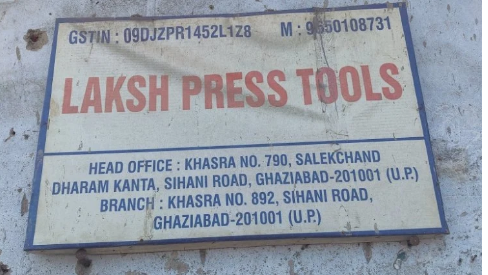 GSTIN : 09DJZPR1452L1Z8 M : 9650108731
LAKSH PRESS TOOLS
HEAD OFFICE : KHASRA NO. 790, SALEKCHAND
DHARAM KANTA, SIHANI ROAD, GHAZIABAD-201001 (U.P.)
BRANCH : KHASRA NO. 892, SIHANI ROAD,
GHAZIABAD-201001 (U.P.)